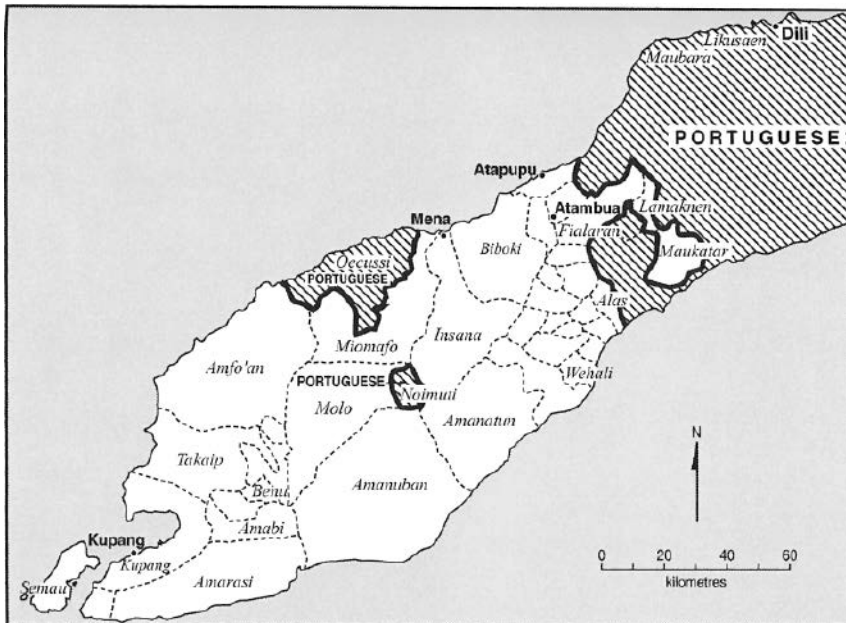 Dili
Likusaen
Maubara
PORTUGUESE
Atapupu
Lamaknen
Atambua
Mena
Fialaran
Biboki
Maukatar
Oecussi
PORTUGUESE
Alas
Insana
Miomafo
Amfo'an
Wehali
PORTUGUESE
Noimuti
Molo
Amanatun
N
Takaip
Amanuban
Benu
Amabi
Kupang
Kupang
0 20 40 60
kilometres
Semau
Amarasi